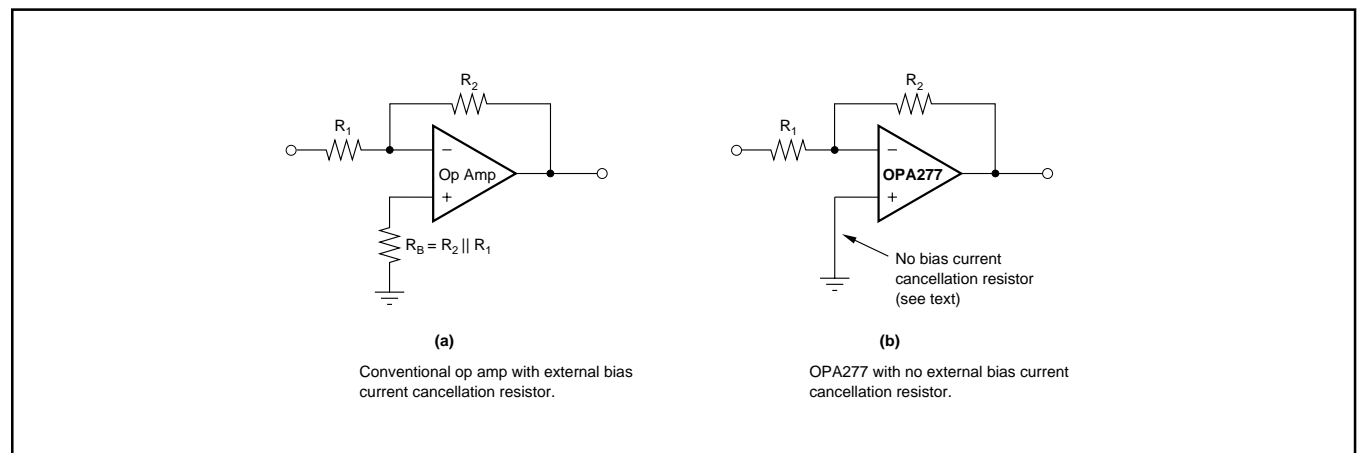 R2
R1
−
Op Amp
+
RB = R2 || R1
(a)
Conventional op amp with external bias
current cancellation resistor.
R2
R1
−
OPA277
+
No bias current
cancellation resistor
(see text)
(b)
OPA277 with no external bias current
cancellation resistor.